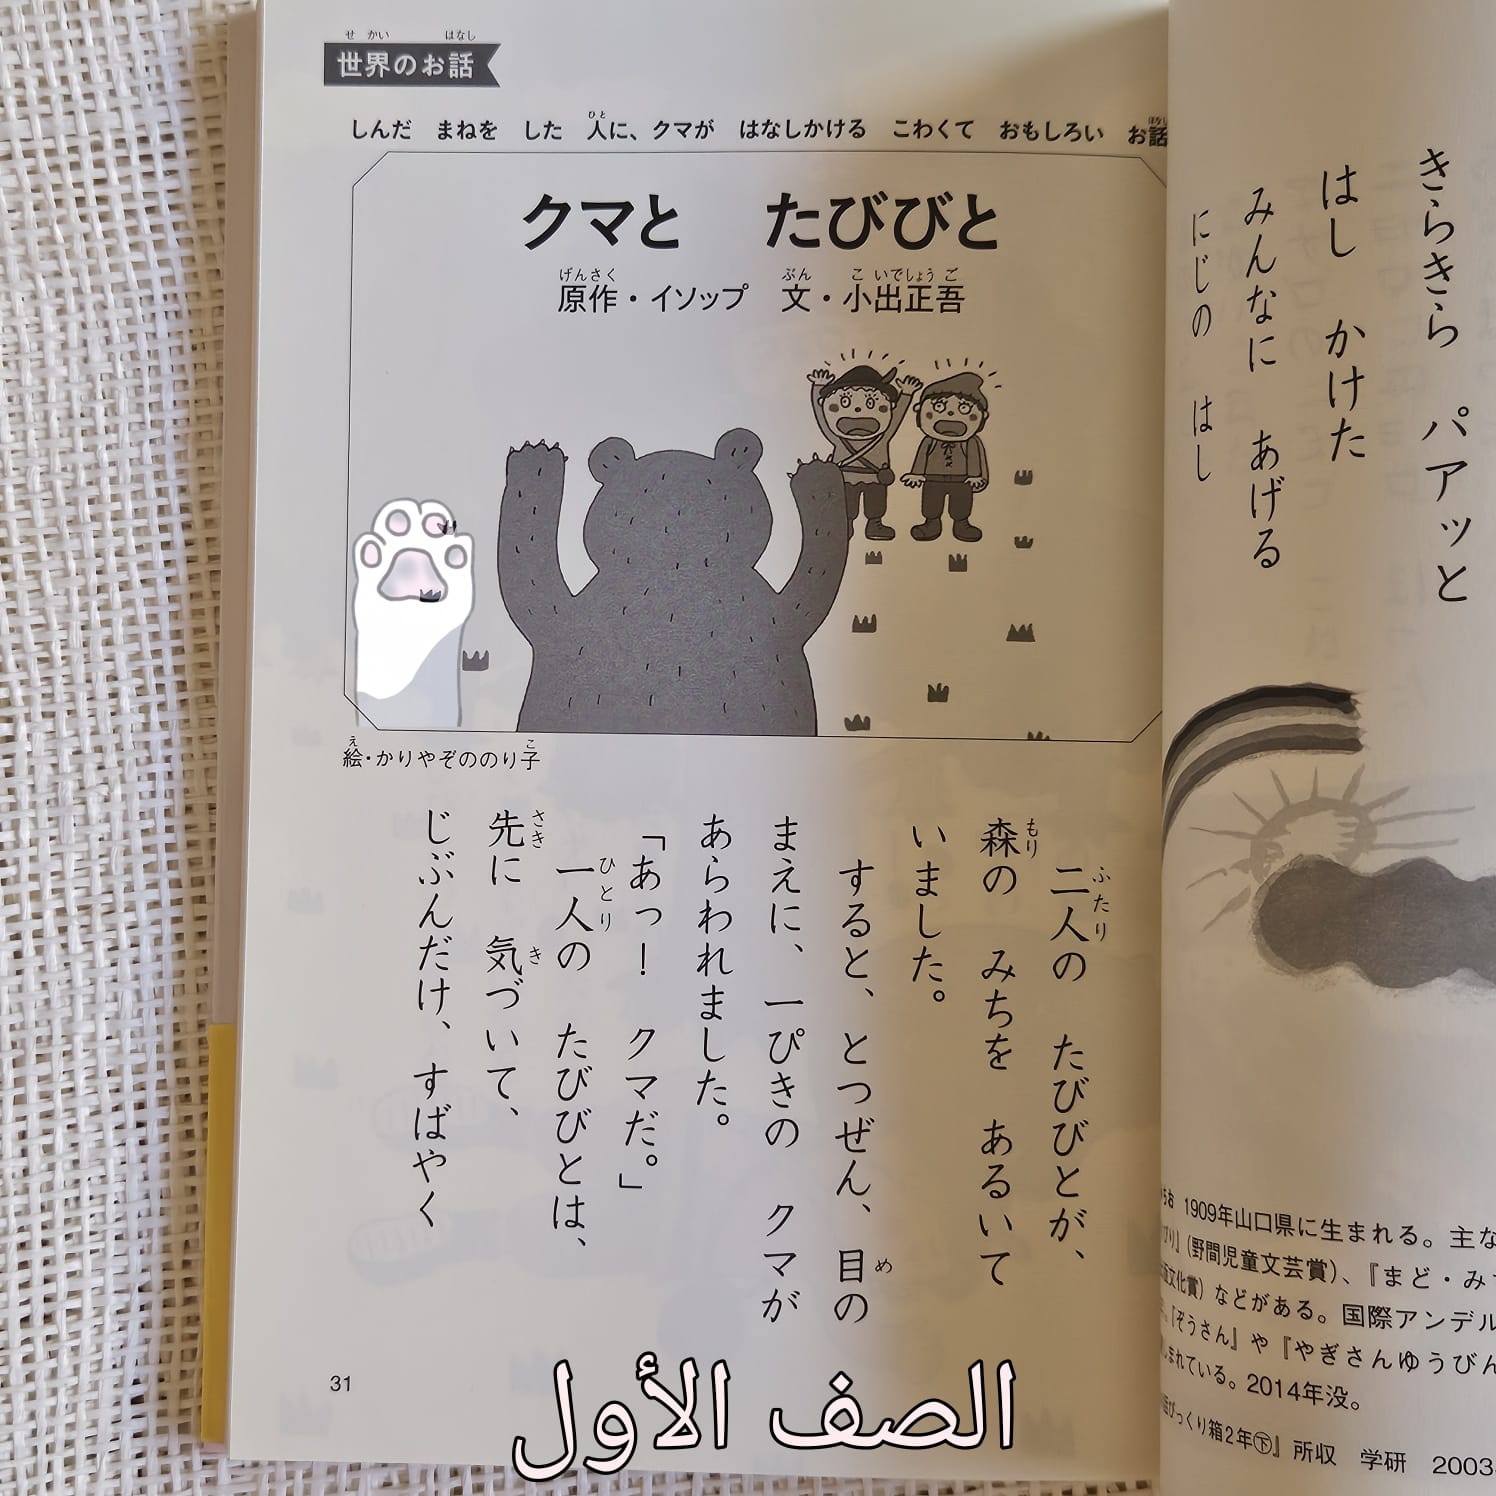 世界のお話
しんだ まねを した 人に、クマが はなしかける こわくて おもしろい お話
クマと たびびと
原作・イソップ 文・小出正吾
絵・かりやぞののり子
二人の たびびとが、
森の みちを あるいて
いました。
すると、とつぜん、目の
まえに、一ぴきの クマが
あらわれました。
「あっ! クマだ。」
一人の たびびとは、
先に 気づいて、
じぶんだけ、すばやく
31
きらきら パアッと
はし かけた
みんなに あげる
にじの はし
1909年山口県に生まれる。主な
(野間児童文芸賞)、『まど・みち
などがある。国際アンデル
『ぞうさん』や『やぎさんゆうびん
まれている。2014年没。
びっくり箱2年下』所収 学研 2003
الصف الأول